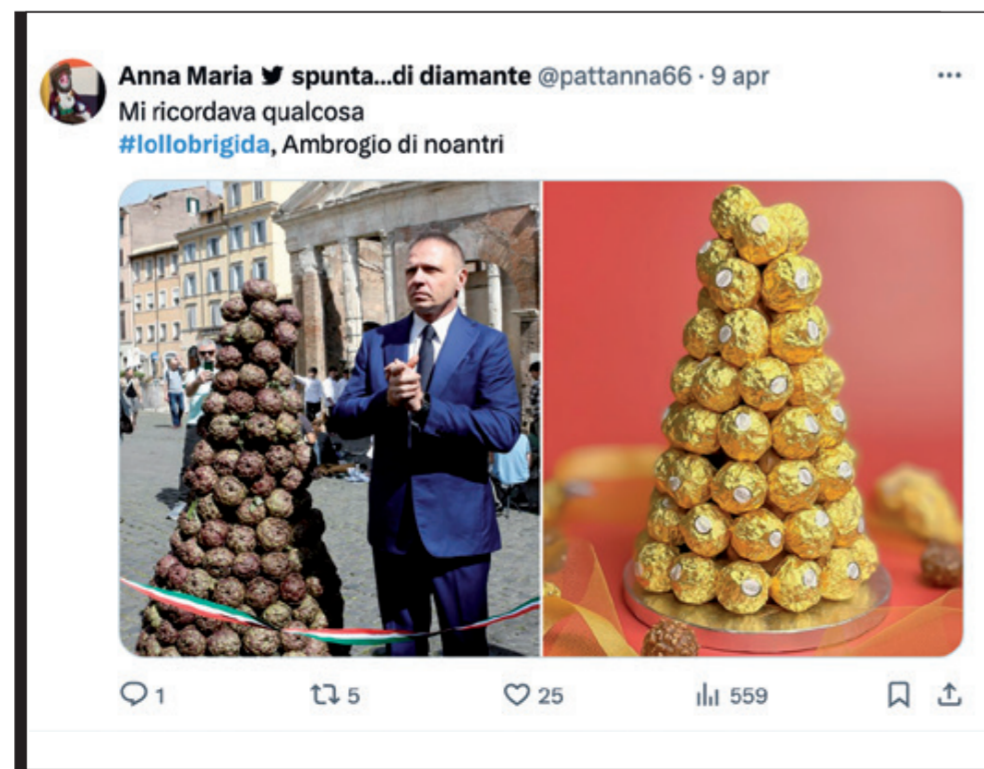 Anna Maria spunta...di diamante @pattanna66 · 9 apr
Mi ricordava qualcosa
#lollobrigida, Ambrogio di noantri
1 5 25 559